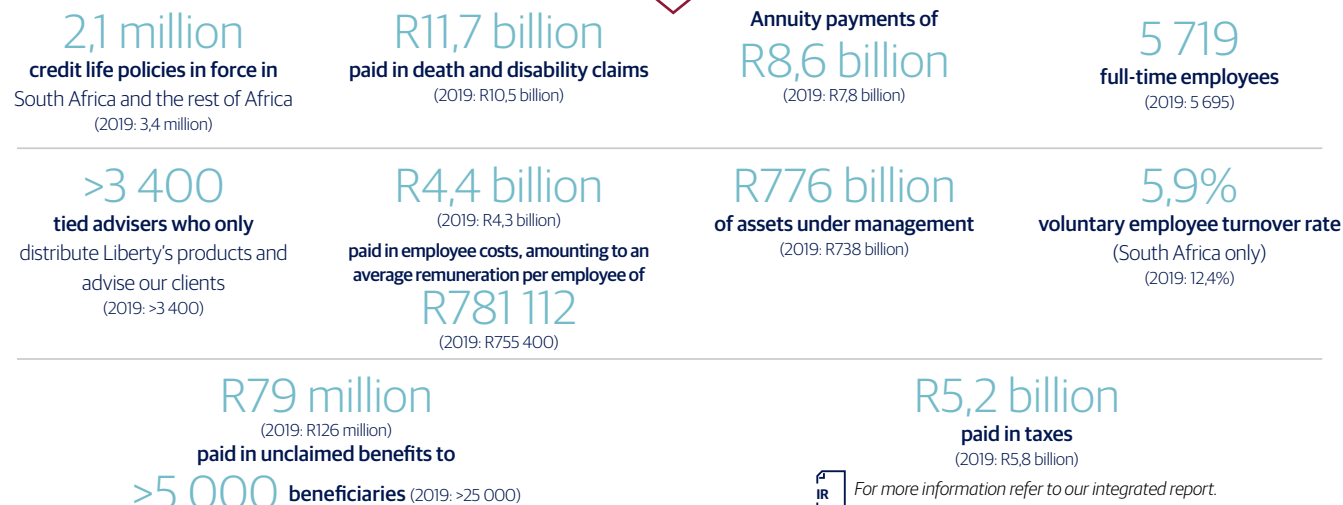 2,1 million
credit life policies in force in
South Africa and the rest of Africa
(2019: 3,4 million)
R11,7 billion
paid in death and disability claims
(2019: R10,5 billion)
Annuity payments of
R8,6 billion
(2019: R7,8 billion)
5 719
full-time employees
(2019: 5 695)
>3 400
tied advisers who only
distribute Liberty's products and
advise our clients
(2019: >3 400)
R4,4 billion
(2019: R4,3 billion)
paid in employee costs, amounting to an
average remuneration per employee of
R781 112
(2019: R755 400)
R776 billion
of assets under management
(2019: R738 billion)
5,9%
voluntary employee turnover rate
(South Africa only)
(2019: 12,4%)
R79 million
(2019: R126 million)
paid in unclaimed benefits to
>5 000 beneficiaries (2019: >25 000)
R5,2 billion
paid in taxes
(2019: R5,8 billion)
IR For more information refer to our integrated report.